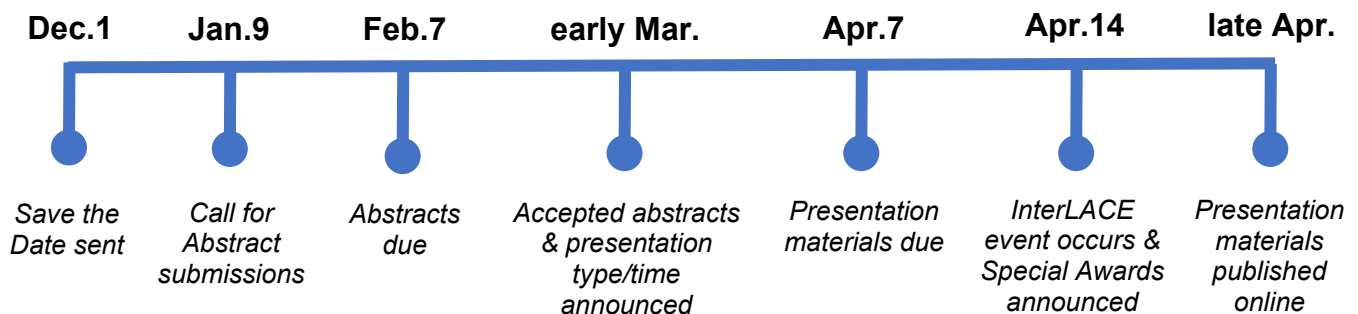 Dec.1
Jan.9
Feb.7
early Mar.
Apr.7
Apr.14
late Apr.
Save the
Date sent
Call for
Abstract
submissions
Abstracts
due
Accepted abstracts
& presentation
type/time
announced
Presentation
materials due
InterLACE
event occurs &
Special Awards
announced
Presentation
materials
published
online